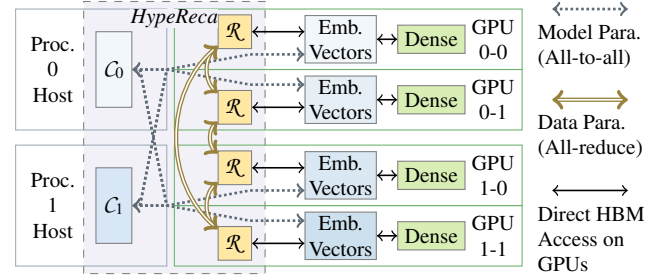 HypeReca
Proc.
0
Host
C₀
R
Emb.
Vectors
Dense
GPU
0-0
R
Emb.
Vectors
Dense
GPU
0-1
Proc.
1
Host
C₁
R
Emb.
Vectors
Dense
GPU
1-0
R
Emb.
Vectors
Dense
GPU
1-1
Model Para.
(All-to-all)
Data Para.
(All-reduce)
Direct HBM
Access on
GPUs